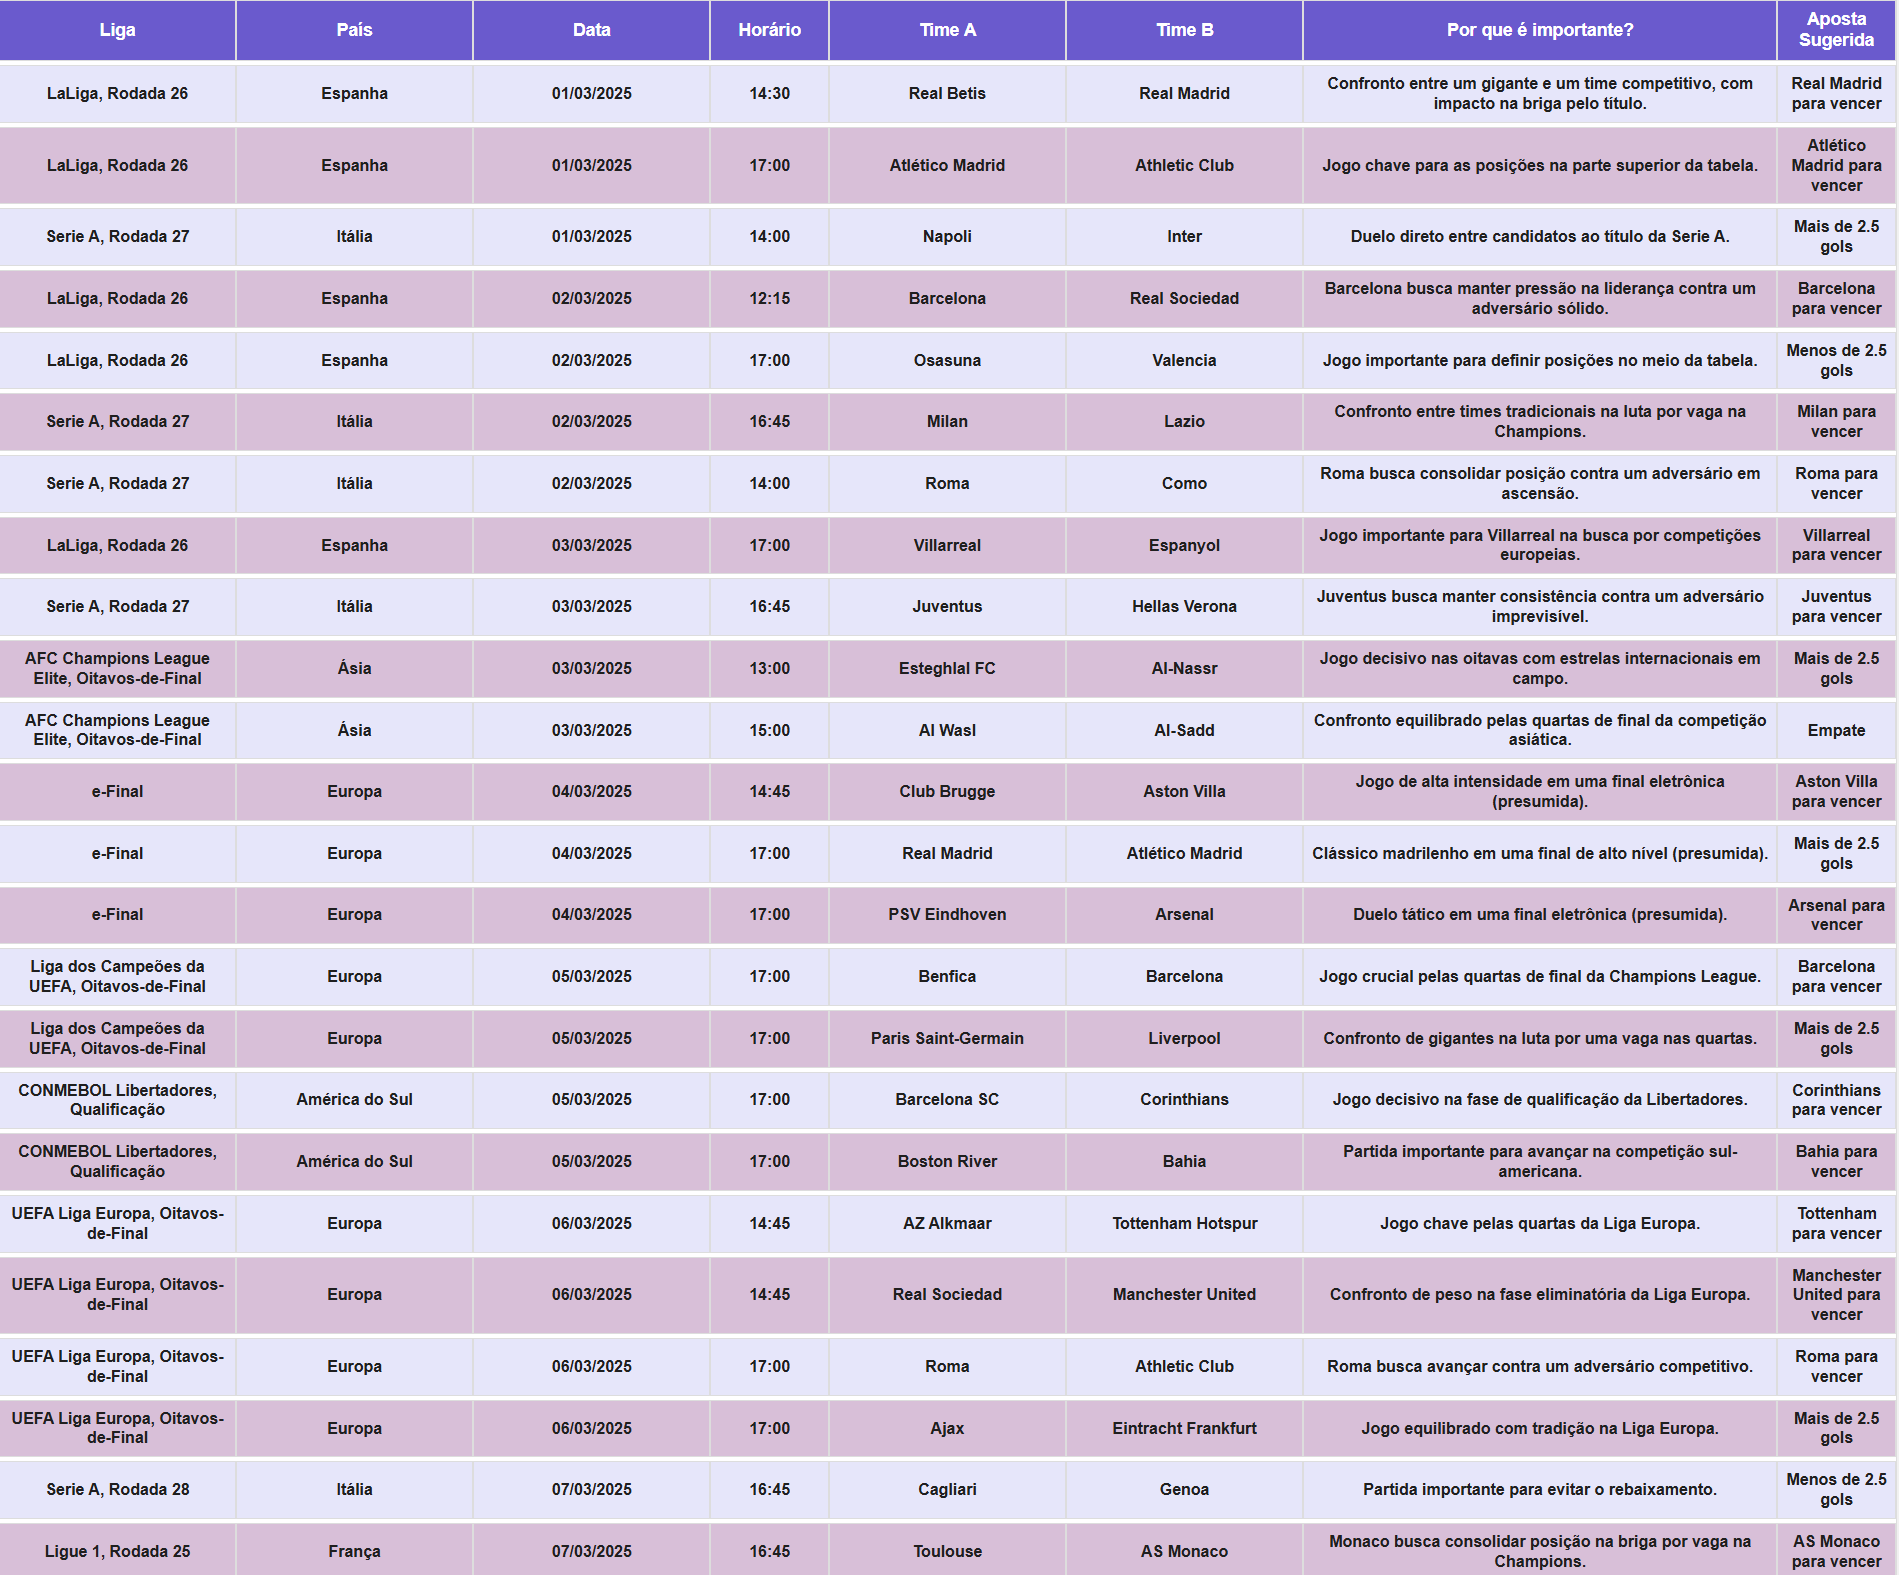 Liga País Data Horário Time A Time B Por que é importante? Aposta
Sugerida
LaLiga, Rodada 26 Espanha 01/03/2025 14:30 Real Betis Real Madrid Confronto entre um gigante e um time competitivo, com
impacto na briga pelo título. Real Madrid
para vencer
LaLiga, Rodada 26 Espanha 01/03/2025 17:00 Atlético Madrid Athletic Club Jogo chave para as posições na parte superior da tabela. Atlético
Madrid para
vencer
Serie A, Rodada 27 Itália 01/03/2025 14:00 Napoli Inter Duelo direto entre candidatos ao título da Serie A. Mais de 2.5
gols
LaLiga, Rodada 26 Espanha 02/03/2025 12:15 Barcelona Real Sociedad Barcelona busca manter pressão na liderança contra um
adversário sólido. Barcelona
para vencer
LaLiga, Rodada 26 Espanha 02/03/2025 17:00 Osasuna Valencia Jogo importante para definir posições no meio da tabela. Menos de 2.5
gols
Serie A, Rodada 27 Itália 02/03/2025 16:45 Milan Lazio Confronto entre times tradicionais na luta por vaga na
Champions. Milan para
vencer
Serie A, Rodada 27 Itália 02/03/2025 14:00 Roma Como Roma busca consolidar posição contra um adversário em
ascensão. Roma para
vencer
LaLiga, Rodada 26 Espanha 03/03/2025 17:00 Villarreal Espanyol Jogo importante para Villarreal na busca por competições
europeias. Villarreal
para vencer
Serie A, Rodada 27 Itália 03/03/2025 16:45 Juventus Hellas Verona Juventus busca manter consistência contra um adversário
imprevisível. Juventus
para vencer
AFC Champions League
Elite, Oitavos-de-Final Ásia 03/03/2025 13:00 Esteghlal FC Al-Nassr Jogo decisivo nas oitavas com estrelas internacionais em
campo. Mais de 2.5
gols
AFC Champions League
Elite, Oitavos-de-Final Ásia 03/03/2025 15:00 Al Wasl Al-Sadd Confronto equilibrado pelas quartas de final da competição
asiática. Empate
e-Final Europa 04/03/2025 14:45 Club Brugge Aston Villa Jogo de alta intensidade em uma final eletrônica
(presumida). Aston Villa
para vencer
e-Final Europa 04/03/2025 17:00 Real Madrid Atlético Madrid Clássico madrilenho em uma final de alto nível (presumida). Mais de 2.5
gols
e-Final Europa 04/03/2025 17:00 PSV Eindhoven Arsenal Duelo tático em uma final eletrônica (presumida). Arsenal para
vencer
Liga dos Campeões da
UEFA, Oitavos-de-Final Europa 05/03/2025 17:00 Benfica Barcelona Jogo crucial pelas quartas de final da Champions League. Barcelona
para vencer
Liga dos Campeões da
UEFA, Oitavos-de-Final Europa 05/03/2025 17:00 Paris Saint-Germain Liverpool Confronto de gigantes na luta por uma vaga nas quartas. Mais de 2.5
gols
CONMEBOL Libertadores,
Qualificação América do Sul 05/03/2025 17:00 Barcelona SC Corinthians Jogo decisivo na fase de qualificação da Libertadores. Corinthians
para vencer
CONMEBOL Libertadores,
Qualificação América do Sul 05/03/2025 17:00 Boston River Bahia Partida importante para avançar na competição sul-
americana. Bahia para
vencer
UEFA Liga Europa, Oitavos-
de-Final Europa 06/03/2025 14:45 AZ Alkmaar Tottenham Hotspur Jogo chave pelas quartas da Liga Europa. Tottenham
para vencer
UEFA Liga Europa, Oitavos-
de-Final Europa 06/03/2025 14:45 Real Sociedad Manchester United Confronto de peso na fase eliminatória da Liga Europa. Manchester
United para
vencer
UEFA Liga Europa, Oitavos-
de-Final Europa 06/03/2025 17:00 Roma Athletic Club Roma busca avançar contra um adversário competitivo. Roma para
vencer
UEFA Liga Europa, Oitavos-
de-Final Europa 06/03/2025 17:00 Ajax Eintracht Frankfurt Jogo equilibrado com tradição na Liga Europa. Mais de 2.5
gols
Serie A, Rodada 28 Itália 07/03/2025 16:45 Cagliari Genoa Partida importante para evitar o rebaixamento. Menos de 2.5
gols
Ligue 1, Rodada 25 França 07/03/2025 16:45 Toulouse AS Monaco Monaco busca consolidar posição na briga por vaga na
Champions. AS Monaco
para vencer